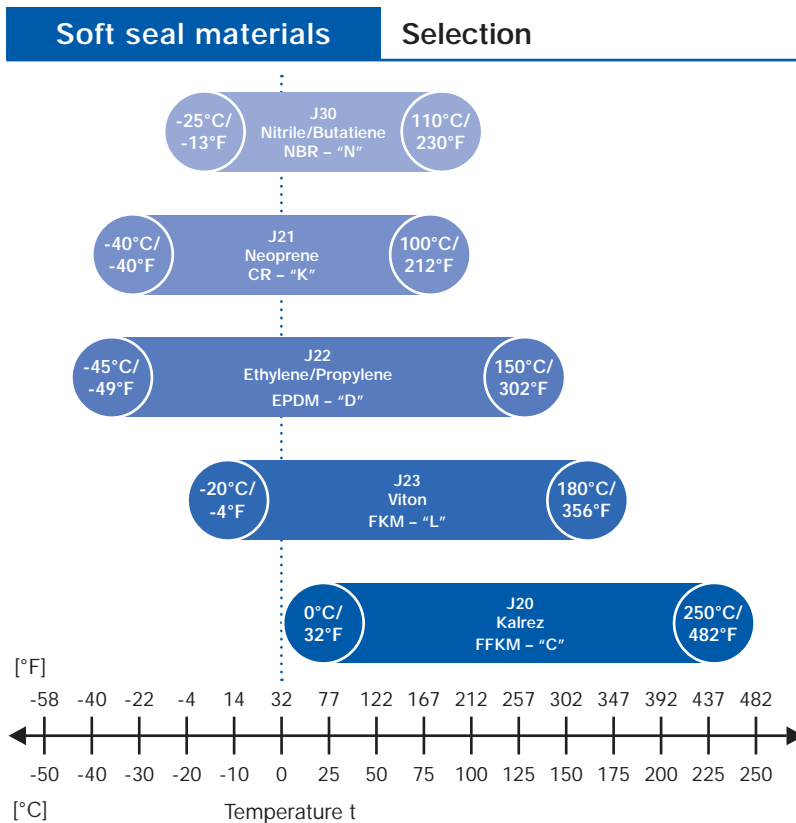 Soft seal materials Selection
-25°C/
-13°F
J30
Nitrile/Butatiene
NBR – “N”
110°C/
230°F
-40°C/
-40°F
J21
Neoprene
CR – “K”
100°C/
212°F
-45°C/
-49°F
J22
Ethylene/Propylene
EPDM – “D”
150°C/
302°F
-20°C/
-4°F
J23
Viton
FKM – “L”
180°C/
356°F
0°C/
32°F
J20
Kalrez
FFKM – “C”
250°C/
482°F
[°F]
-58 -40 -22 -4 14 32 77 122 167 212 257 302 347 392 437 482
-50 -40 -30 -20 -10 0 25 50 75 100 125 150 175 200 225 250
[°C] Temperature t